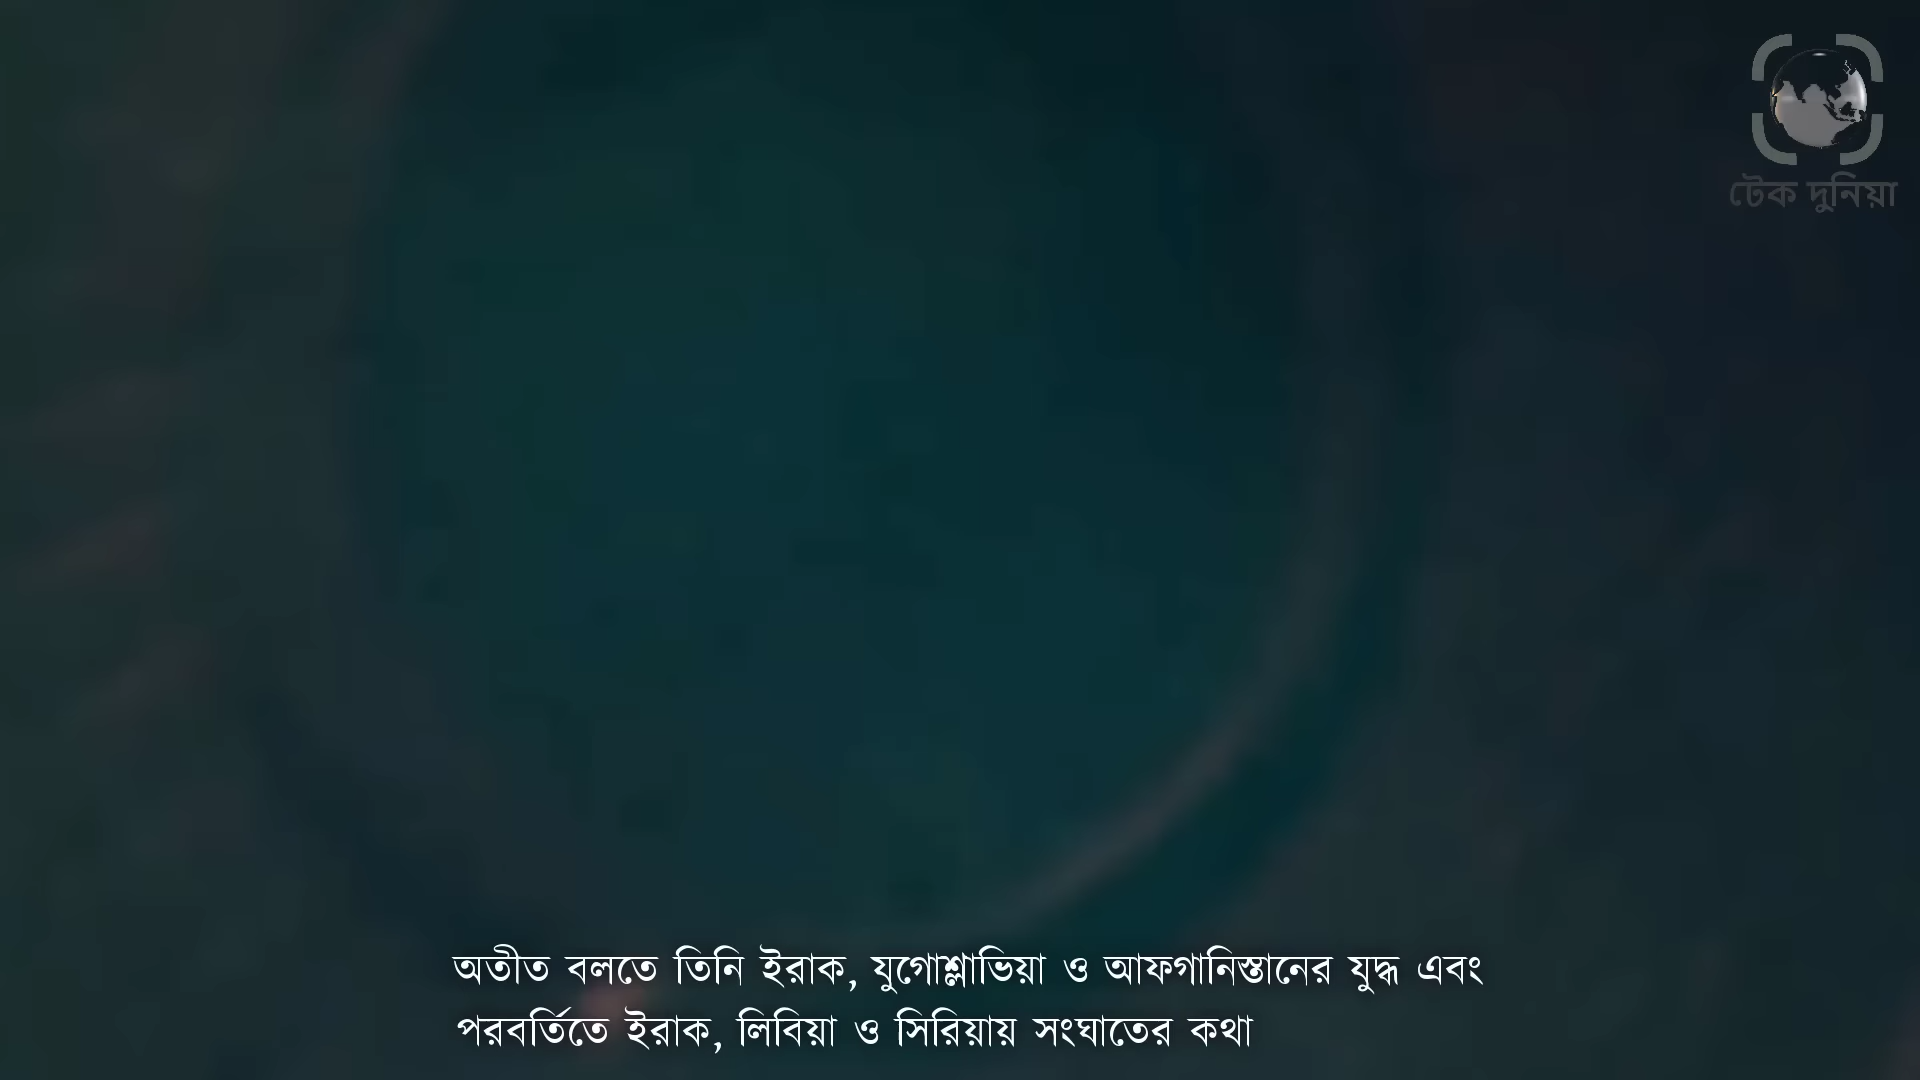 টেক দুনিয়া
অতীত বলতে তিনি ইরাক, যুগোশ্লাভিয়া ও আফগানিস্তানের যুদ্ধ এবং
পরবর্তিতে ইরাক, লিবিয়া ও সিরিয়ায় সংঘাতের কথা